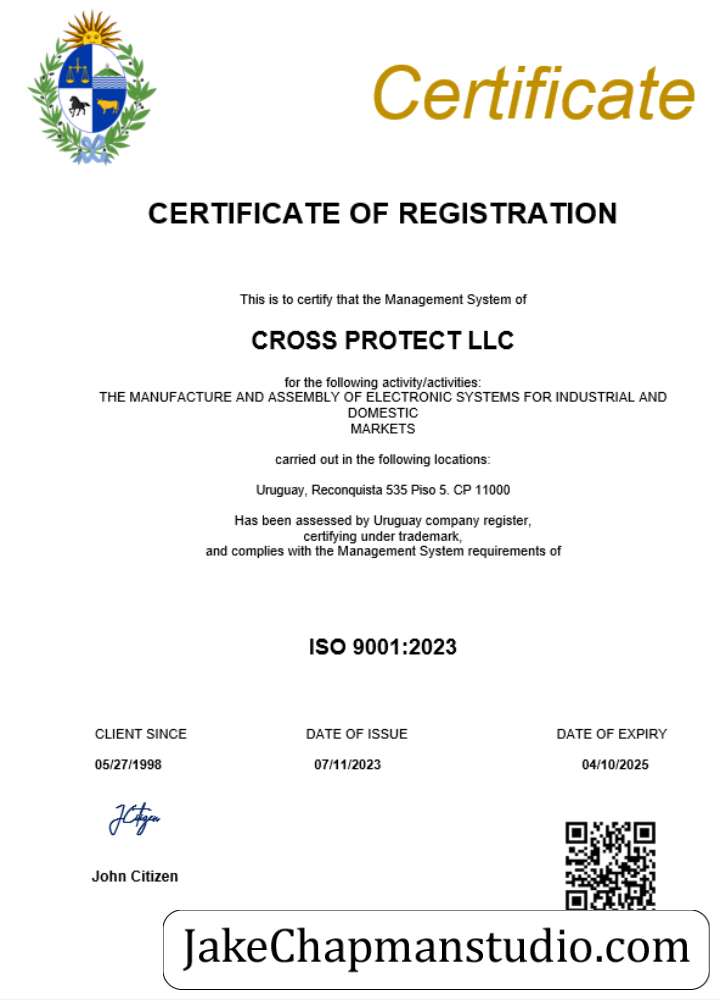 Certificate
CERTIFICATE OF REGISTRATION
This is to certify that the Management System of
CROSS PROTECT LLC
for the following activity/activities:
THE MANUFACTURE AND ASSEMBLY OF ELECTRONIC SYSTEMS FOR INDUSTRIAL AND
DOMESTIC
MARKETS
carried out in the following locations:
Uruguay, Reconquista 535 Piso 5. CP 11000
Has been assessed by Uruguay company register,
certifying under trademark,
and complies with the Management System requirements of
ISO 9001:2023
CLIENT SINCE DATE OF ISSUE DATE OF EXPIRY
05/27/1998 07/11/2023 04/10/2025
JCitizen
John Citizen
JakeChapmanstudio.com